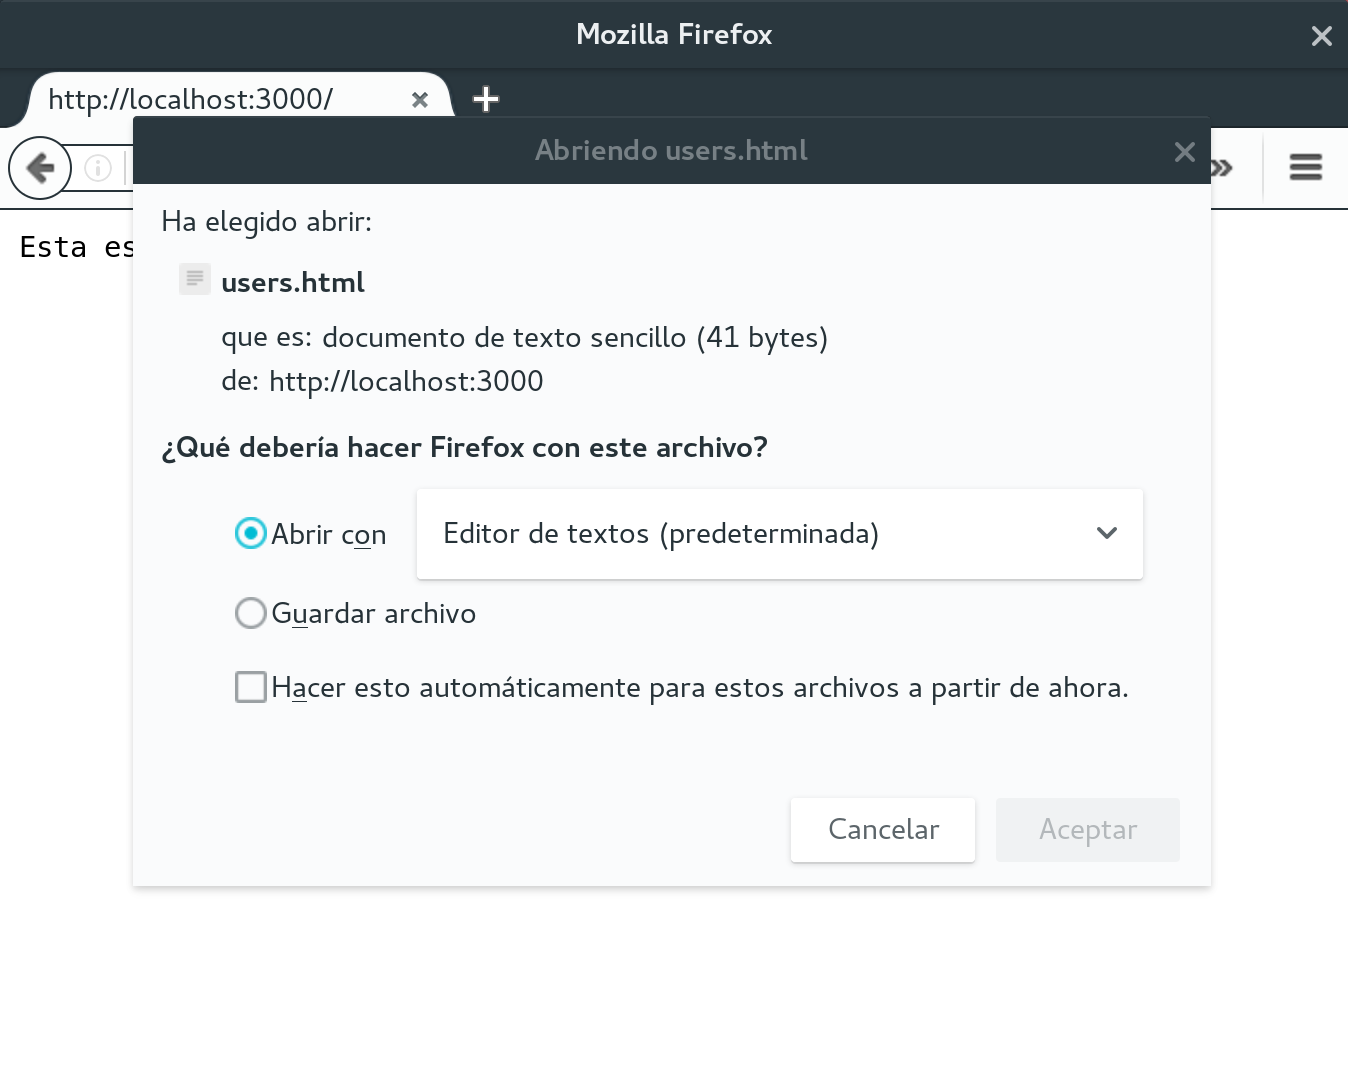 Mozilla Firefox
http://localhost:3000/
Abriendo users.html
Esta es
Ha elegido abrir:
users.html
que es: documento de texto sencillo (41 bytes)
de: http://localhost:3000
¿Qué debería hacer Firefox con este archivo?
Abrir con Editor de textos (predeterminada)
Guardar archivo
Hacer esto automáticamente para estos archivos a partir de ahora.
Cancelar Aceptar